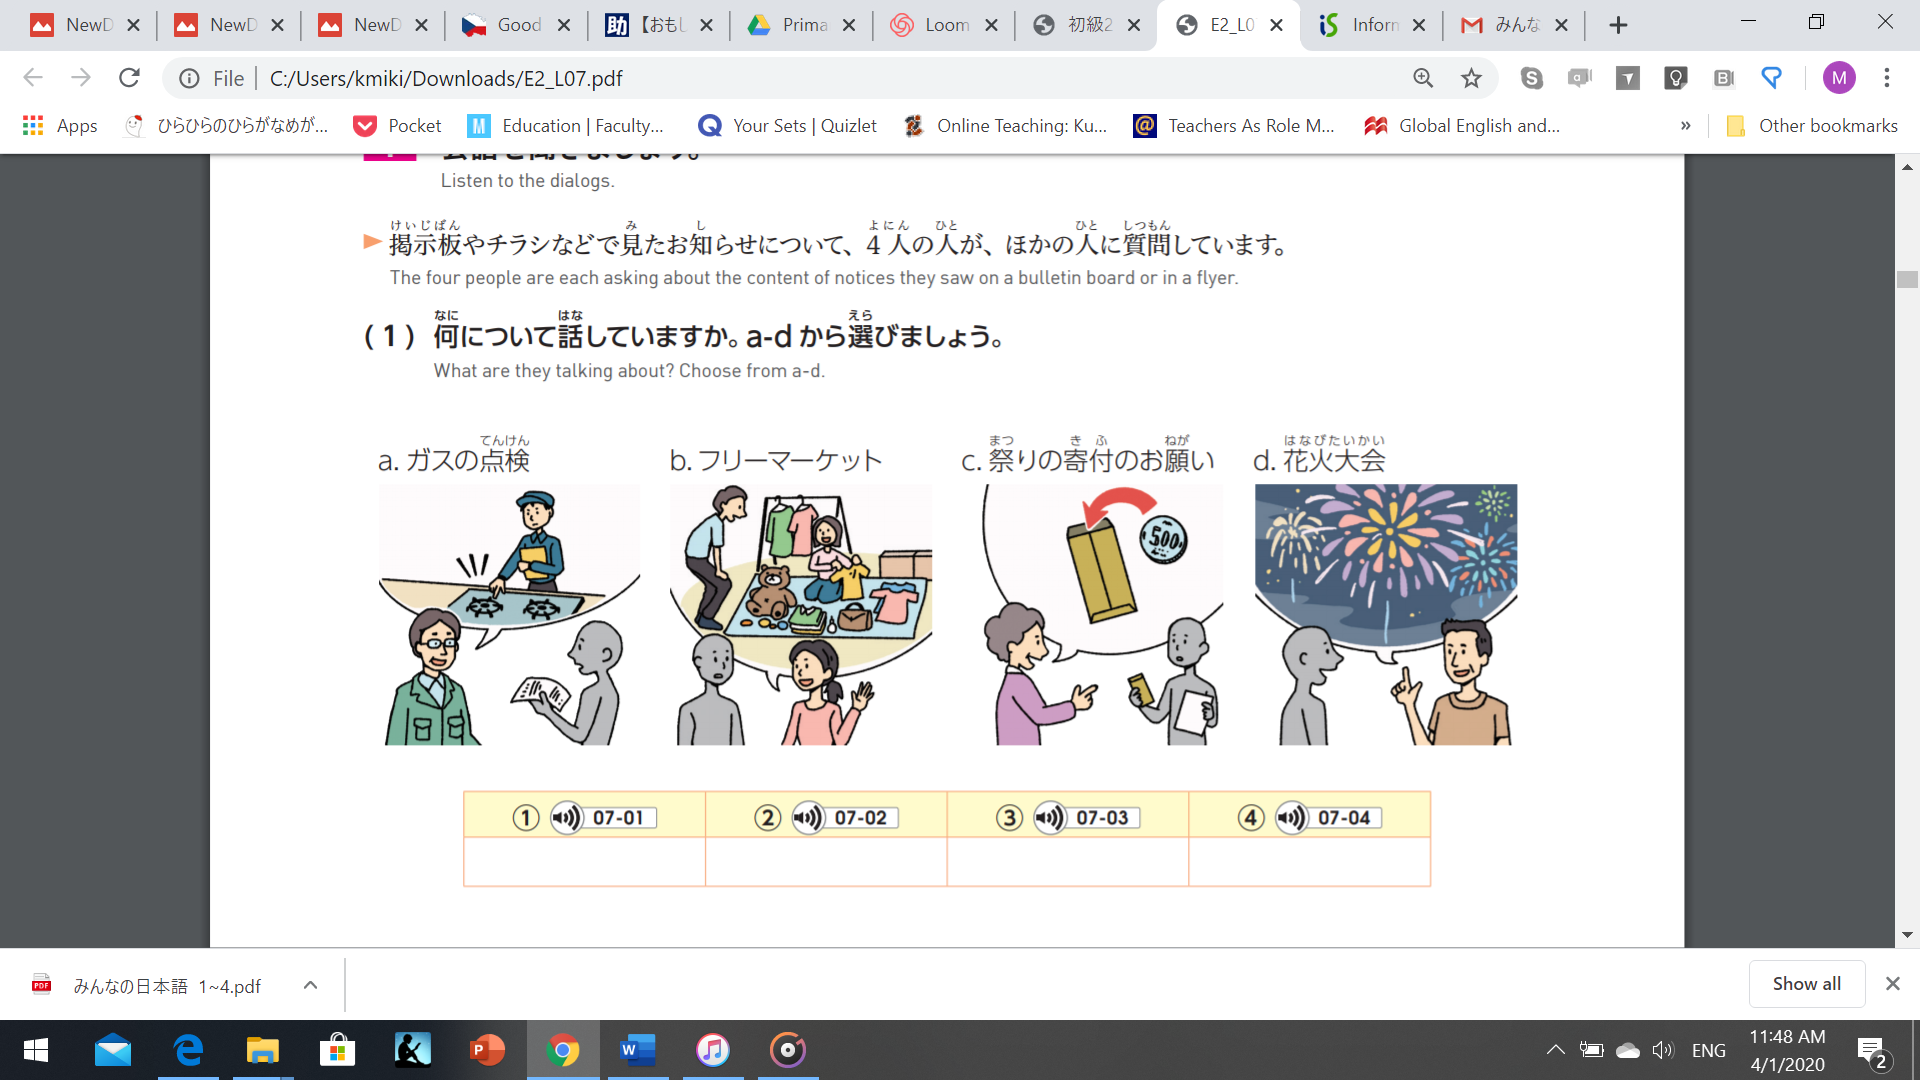 NewD
NewD
NewD
Good
【おもし
Prima
Loom
初級2
E2_L0
Inforr
みんな
File
C:/Users/kmiki/Downloads/E2_L07.pdf
M
Apps
ひらひらのひらがなめが...
Pocket
Education | Faculty...
Your Sets | Quizlet
Online Teaching: Ku...
Teachers As Role M...
Global English and...
»
Other bookmarks
会話を聞きましょう。
Listen to the dialogs.
けいじばん み し よにん ひと ひと しつもん
掲示板やチラシなどで見たお知らせについて、4人の人が、ほかの人に質問しています。
The four people are each asking about the content of notices they saw on a bulletin board or in a flyer.
なに はな えら
( 1 ) 何について話していますか。a-d から選びましょう。
What are they talking about? Choose from a-d.
てんけん
a. ガスの点検
b. フリーマーケット
まつ き ふ ねが
c. 祭りの寄付のお願い
はなびたいかい
d. 花火大会
500
① 07-01
② 07-02
③ 07-03
④ 07-04
PDF
みんなの日本語 1~4.pdf
Show all
ENG
11:48 AM
4/1/2020
2